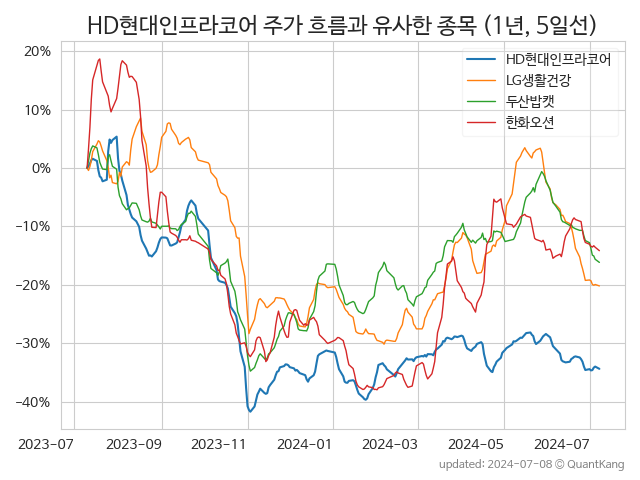 HD현대인프라코어 주가 흐름과 유사한 종목 (1년, 5일선)
HD현대인프라코어
LG생활건강
두산밥캣
한화오션
20%
10%
0%
−10%
−20%
−30%
−40%
2023-07 2023-09 2023-11 2024-01 2024-03 2024-05 2024-07
updated: 2024-07-08 © QuantKang